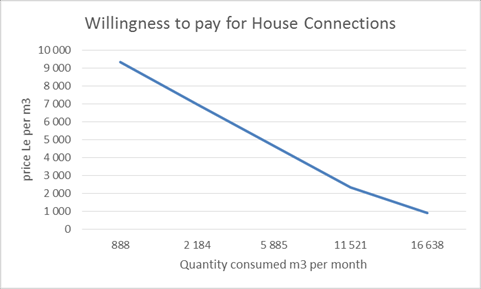 Willingness to pay for House Connections
10 000
9 000
8 000
7 000
6 000
5 000
4 000
3 000
2 000
1 000
0
price Le per m3
888 2 184 5 885 11 521 16 638
Quantity consumed m3 per month